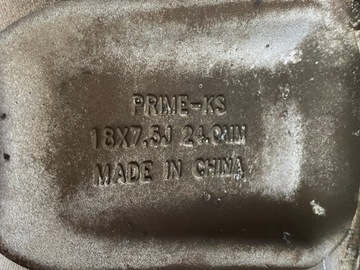 PRIME-KS
18X7.5J 24.0MM
MADE IN CHINA